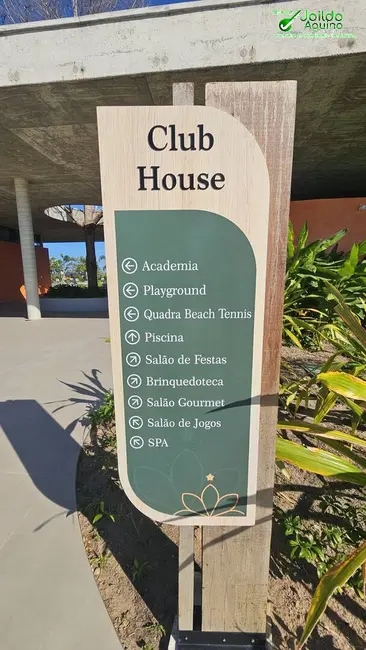 Joildo
Aquino
Club
House
← Academia
← Playground
← Quadra Beach Tennis
↑ Piscina
↗ Salão de Festas
↗ Brinquedoteca
↗ Salão Gourmet
↖ Salão de Jogos
↖ SPA